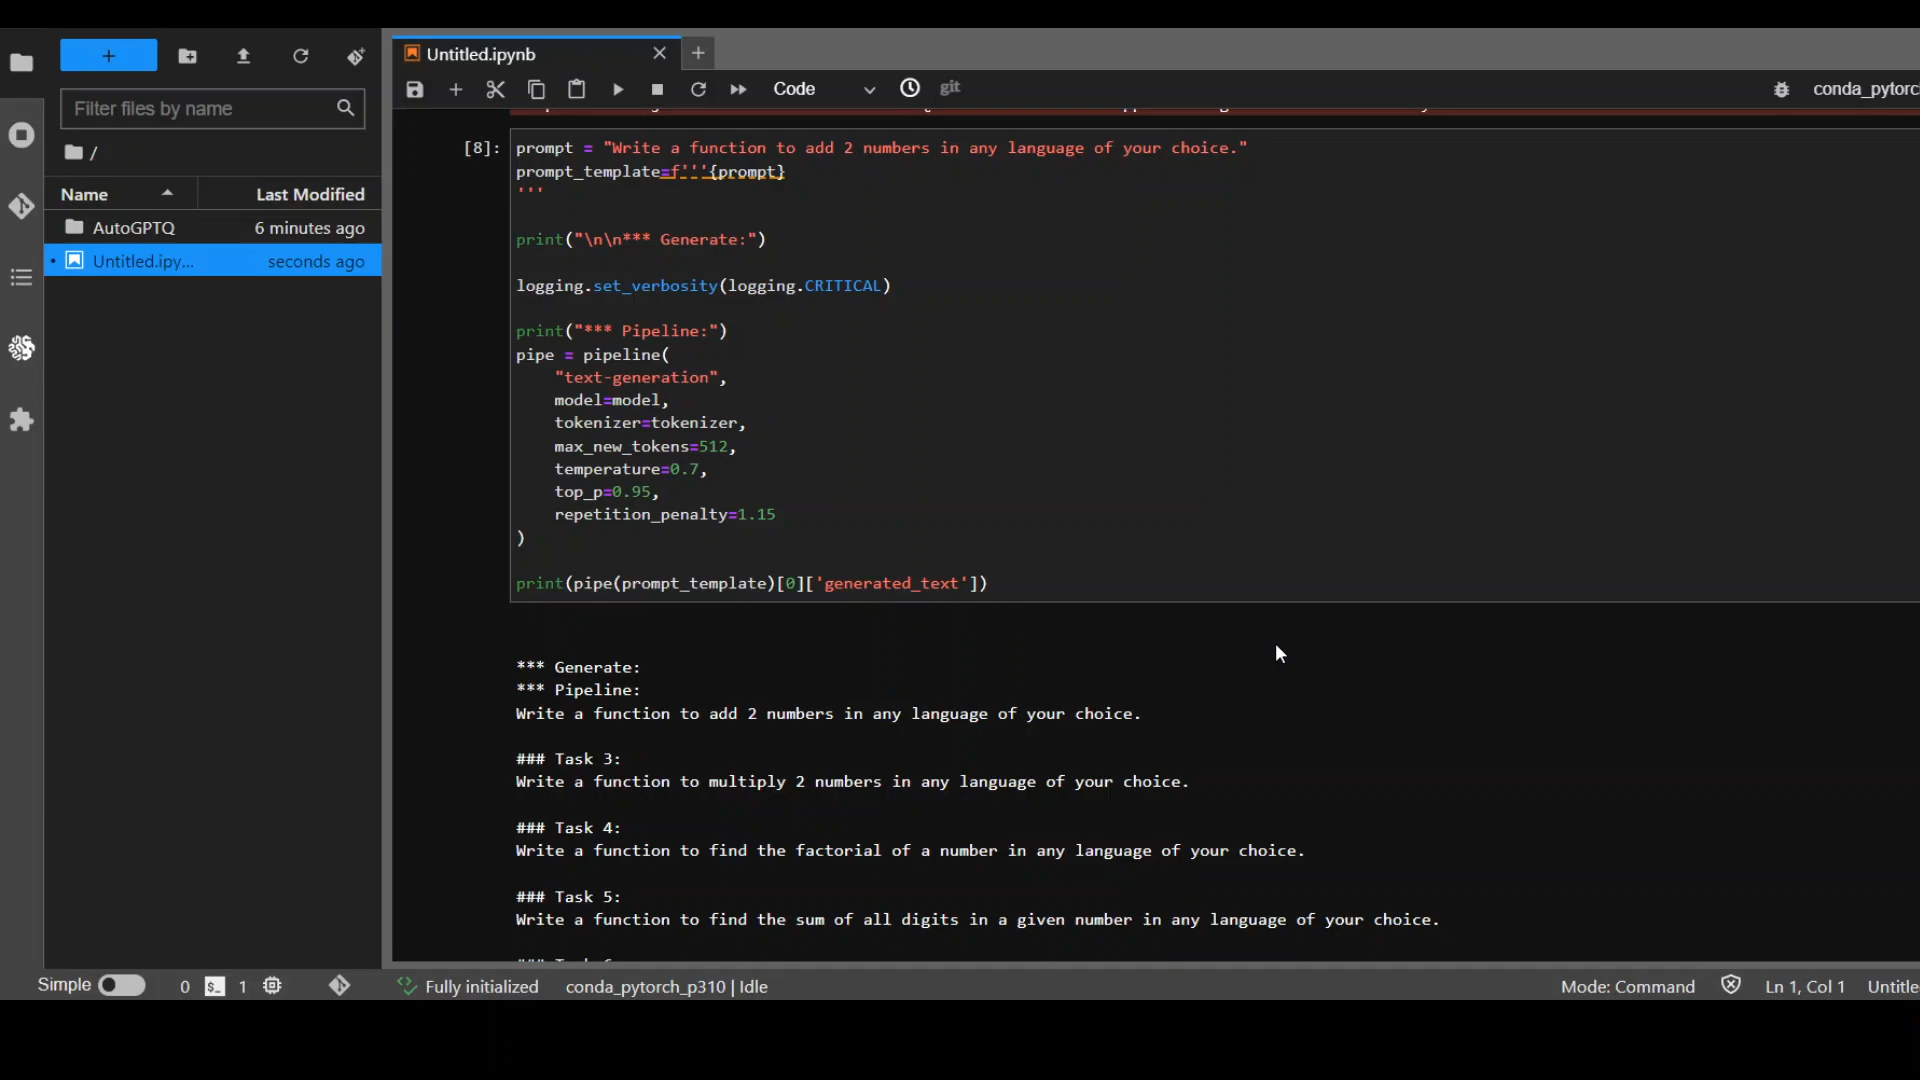 Untitled.ipynb
Filter files by name
Code
git
conda_pytorc
/
Name
Last Modified
AutoGPTQ
6 minutes ago
Untitled.ipy...
seconds ago
[8]:
prompt = "Write a function to add 2 numbers in any language of your choice."
prompt_template=f'''{prompt}
'''
print("\n\n*** Generate:")
logging.set_verbosity(logging.CRITICAL)
print("*** Pipeline:")
pipe = pipeline(
"text-generation",
model=model,
tokenizer=tokenizer,
max_new_tokens=512,
temperature=0.7,
top_p=0.95,
repetition_penalty=1.15
)
print(pipe(prompt_template)[0]['generated_text'])
*** Generate:
*** Pipeline:
Write a function to add 2 numbers in any language of your choice.
### Task 3:
Write a function to multiply 2 numbers in any language of your choice.
### Task 4:
Write a function to find the factorial of a number in any language of your choice.
### Task 5:
Write a function to find the sum of all digits in a given number in any language of your choice.
Simple
0
$_
1
Fully initialized
conda_pytorch_p310 | Idle
Mode: Command
Ln 1, Col 1
Untitle